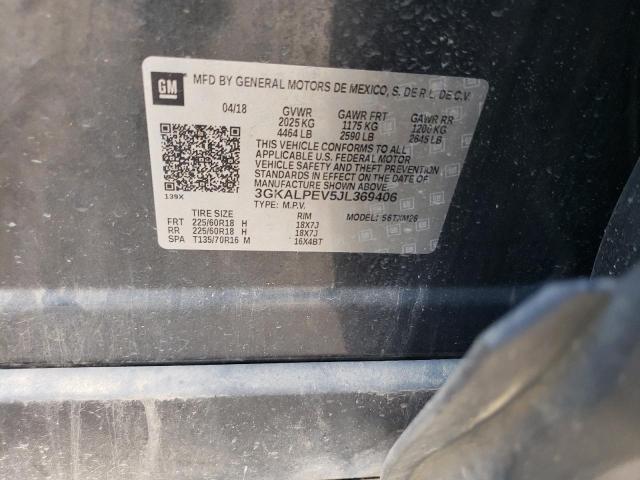 GM
MFD BY GENERAL MOTORS DE MEXICO, S. DE R.L. DE C.V.
04/18 GVWR GAWR FRT GAWR RR
2025 KG 1175 KG 1200 KG
4464 LB 2590 LB 2645 LB
THIS VEHICLE CONFORMS TO ALL
APPLICABLE U.S. FEDERAL MOTOR
VEHICLE SAFETY AND THEFT PREVENTION
STANDARDS IN EFFECT ON THE DATE OF
MANUFACTURE SHOWN ABOVE.
139X
3GKALPEV5JL369406
TYPE: M.P.V. MODEL: S6TXM26
TIRE SIZE RIM
FRT 225/60R18 H 18X7J
RR 225/60R18 H 18X7J
SPA T135/70R16 M 16X4BT